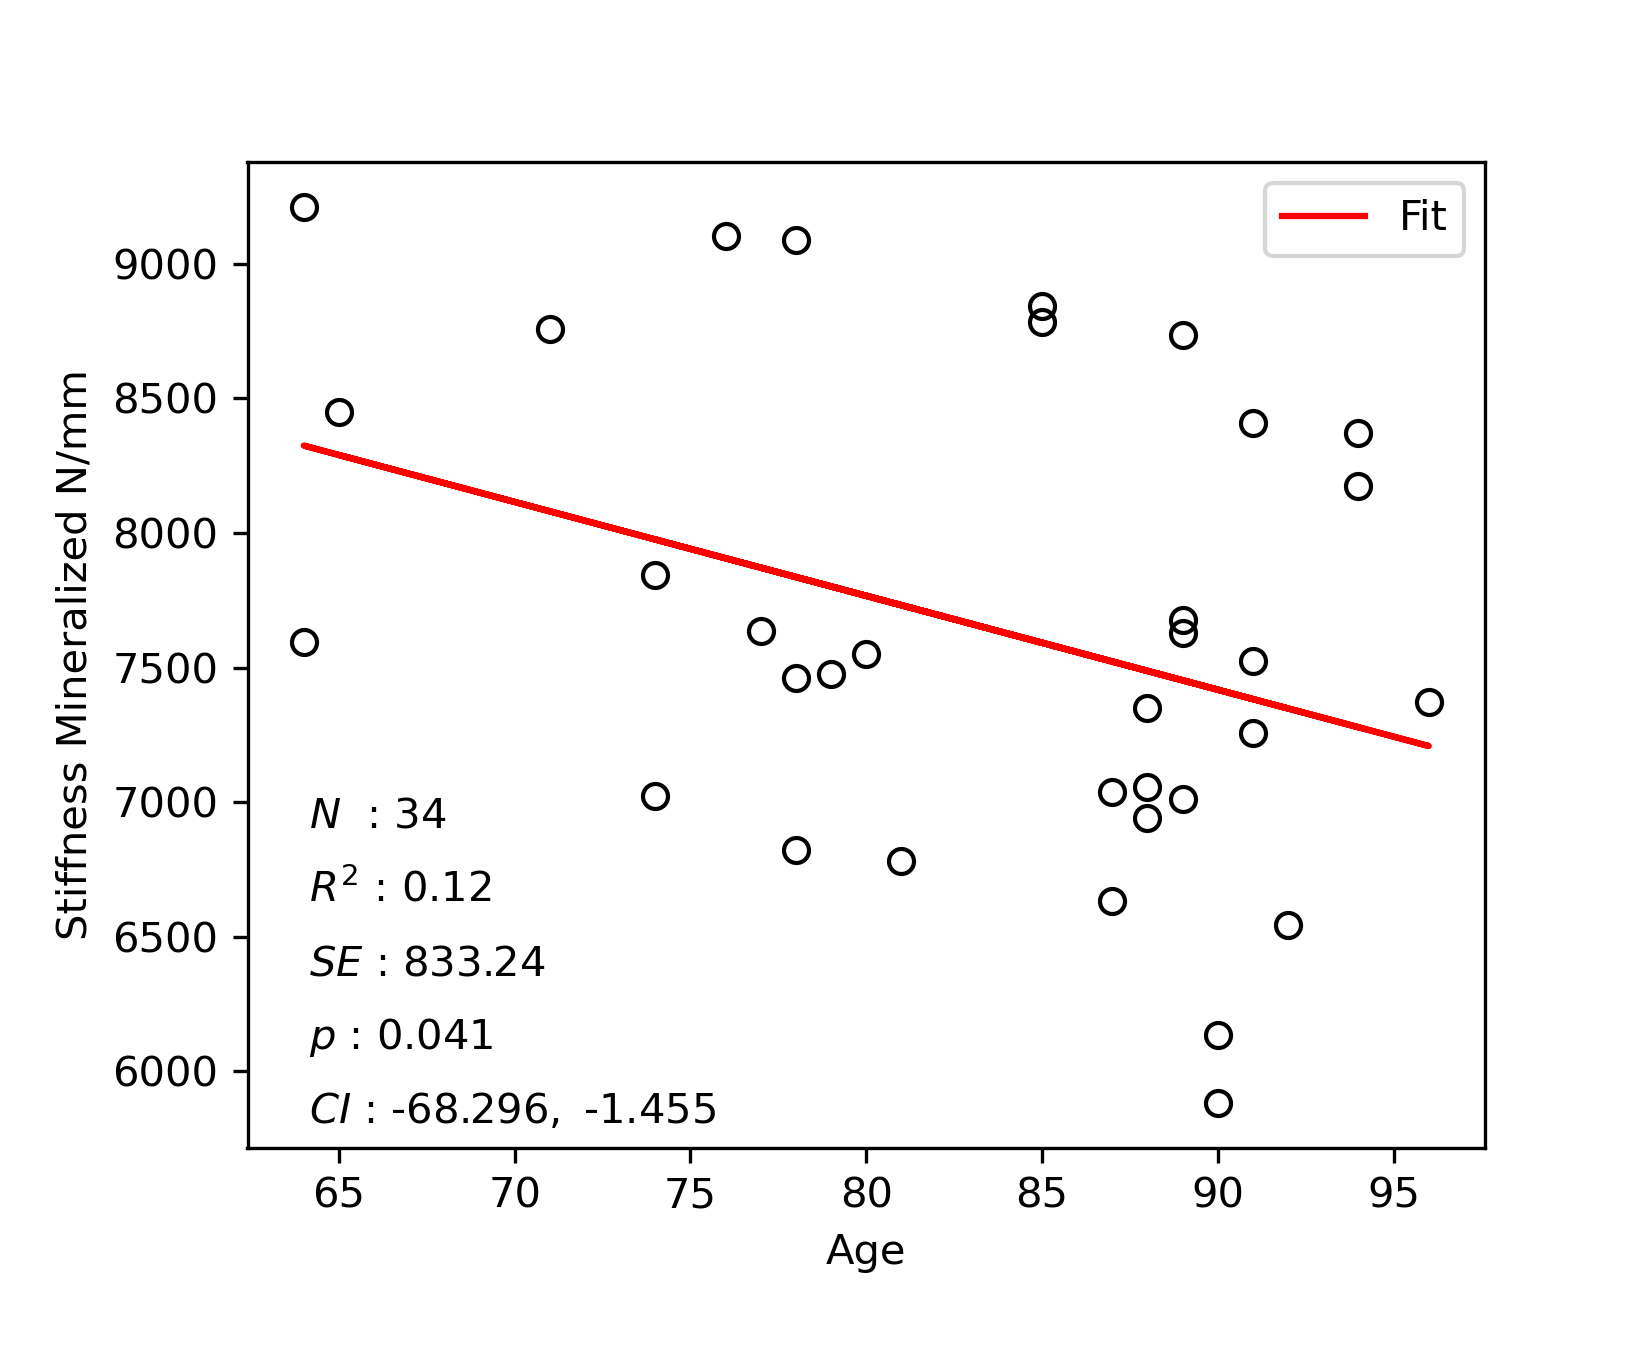 Fit
9000
8500
8000
7500
7000
6500
6000
Stiffness Mineralized N/mm
N : 34
R² : 0.12
SE : 833.24
p : 0.041
CI : -68.296, -1.455
65 70 75 80 85 90 95
Age